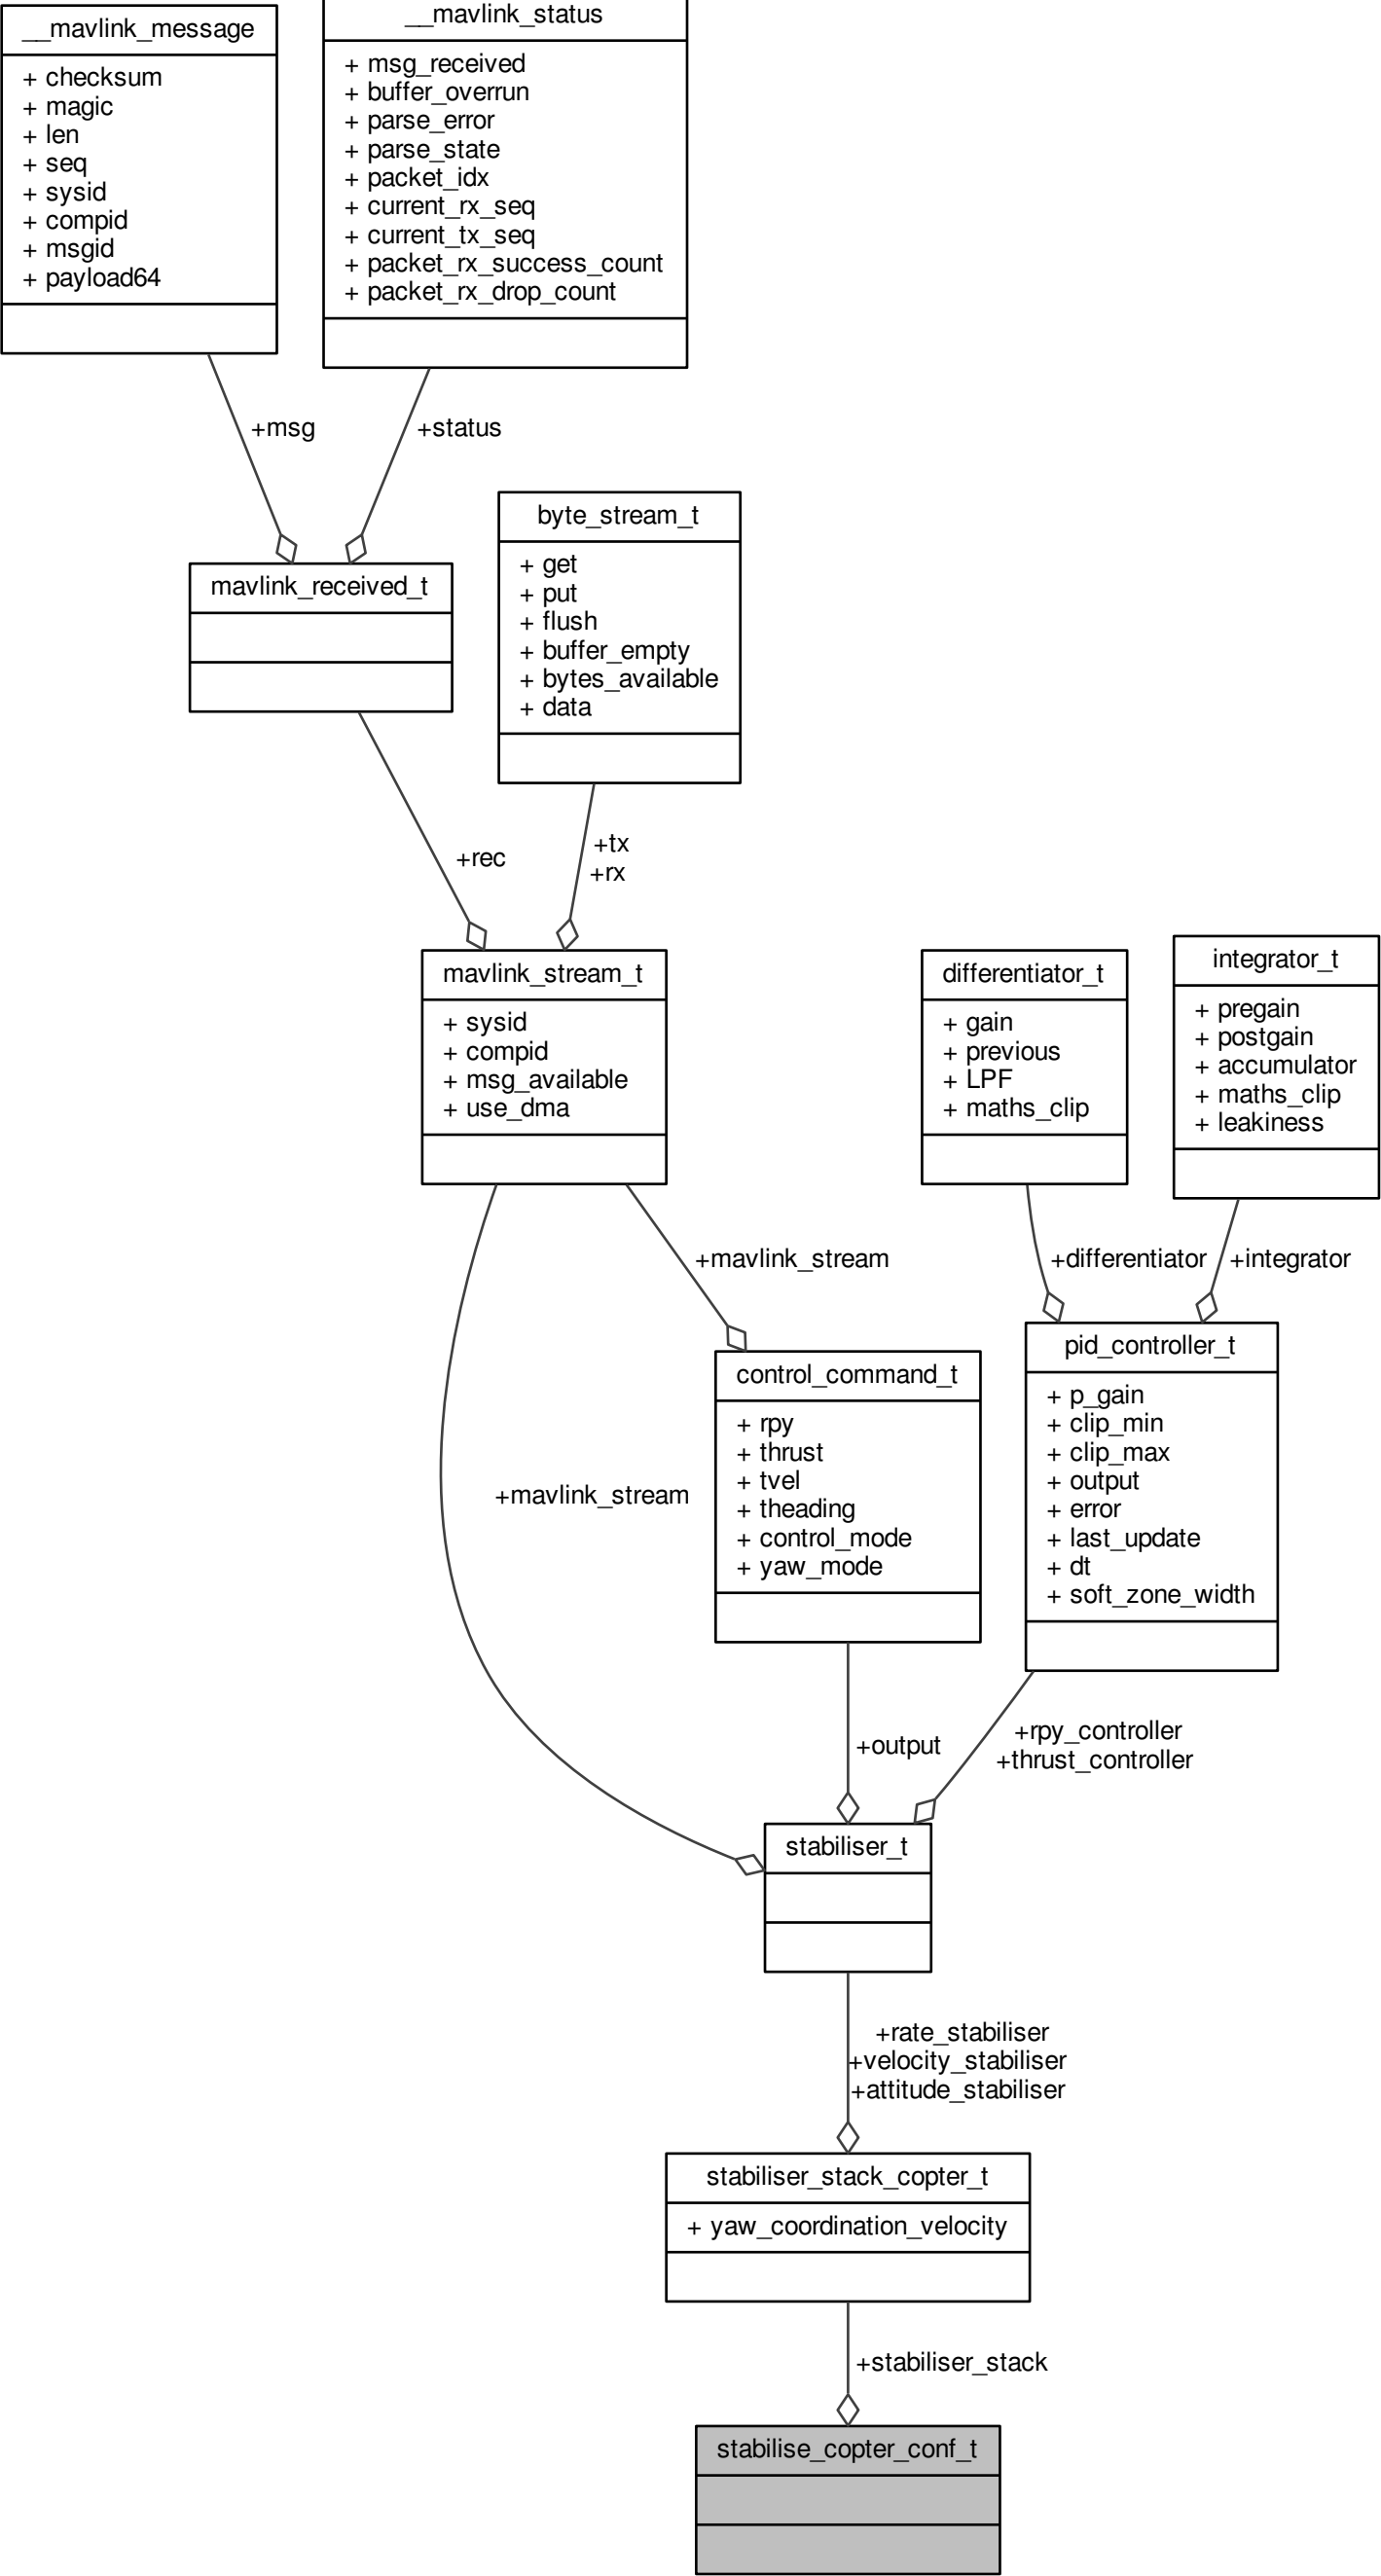 __mavlink_message
+ checksum
+ magic
+ len
+ seq
+ sysid
+ compid
+ msgid
+ payload64
__mavlink_status
+ msg_received
+ buffer_overrun
+ parse_error
+ parse_state
+ packet_idx
+ current_rx_seq
+ current_tx_seq
+ packet_rx_success_count
+ packet_rx_drop_count
+msg
+status
mavlink_received_t
byte_stream_t
+ get
+ put
+ flush
+ buffer_empty
+ bytes_available
+ data
+rec
+tx
+rx
mavlink_stream_t
+ sysid
+ compid
+ msg_available
+ use_dma
differentiator_t
+ gain
+ previous
+ LPF
+ maths_clip
integrator_t
+ pregain
+ postgain
+ accumulator
+ maths_clip
+ leakiness
+mavlink_stream
+differentiator
+integrator
control_command_t
+ rpy
+ thrust
+ tvel
+ theading
+ control_mode
+ yaw_mode
pid_controller_t
+ p_gain
+ clip_min
+ clip_max
+ output
+ error
+ last_update
+ dt
+ soft_zone_width
+mavlink_stream
+output
+rpy_controller
+thrust_controller
stabiliser_t
+rate_stabiliser
+velocity_stabiliser
+attitude_stabiliser
stabiliser_stack_copter_t
+ yaw_coordination_velocity
+stabiliser_stack
stabilise_copter_conf_t